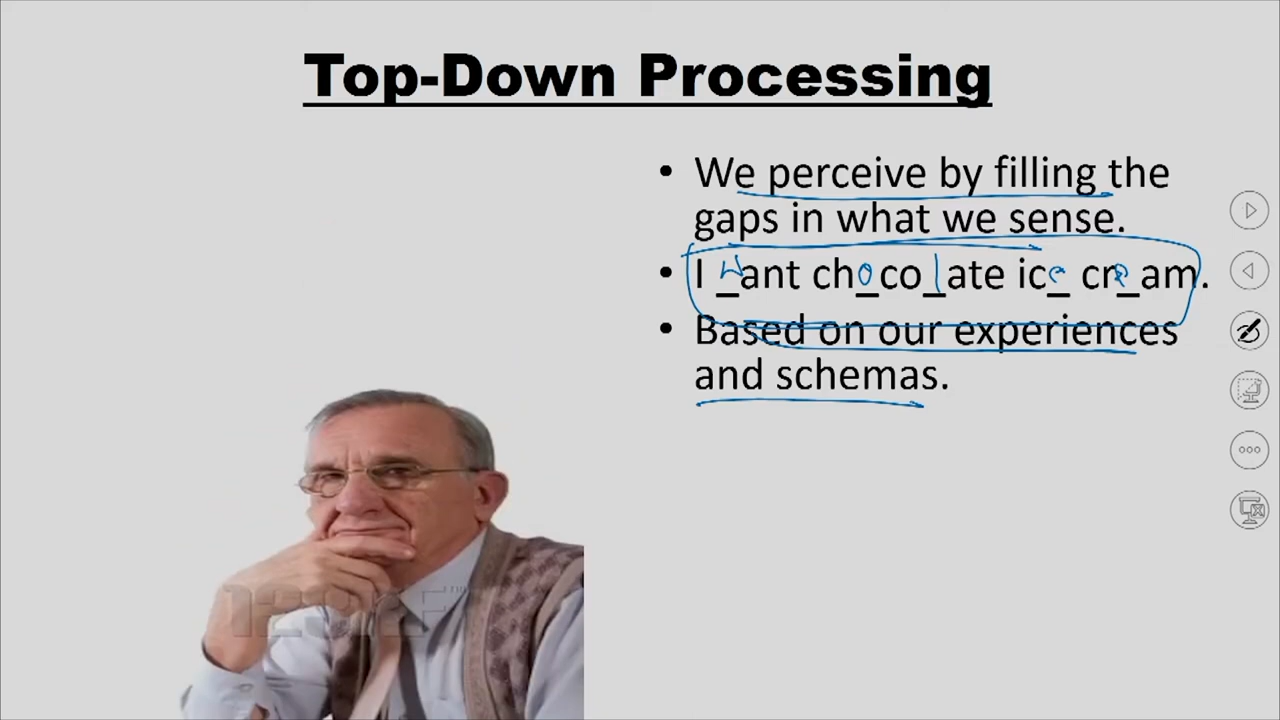 Top-Down Processing
• We perceive by filling the
gaps in what we sense.
• I _ant ch_co_ate ic_ cr_am.
w o l e e
• Based on our experiences
and schemas.
123RF